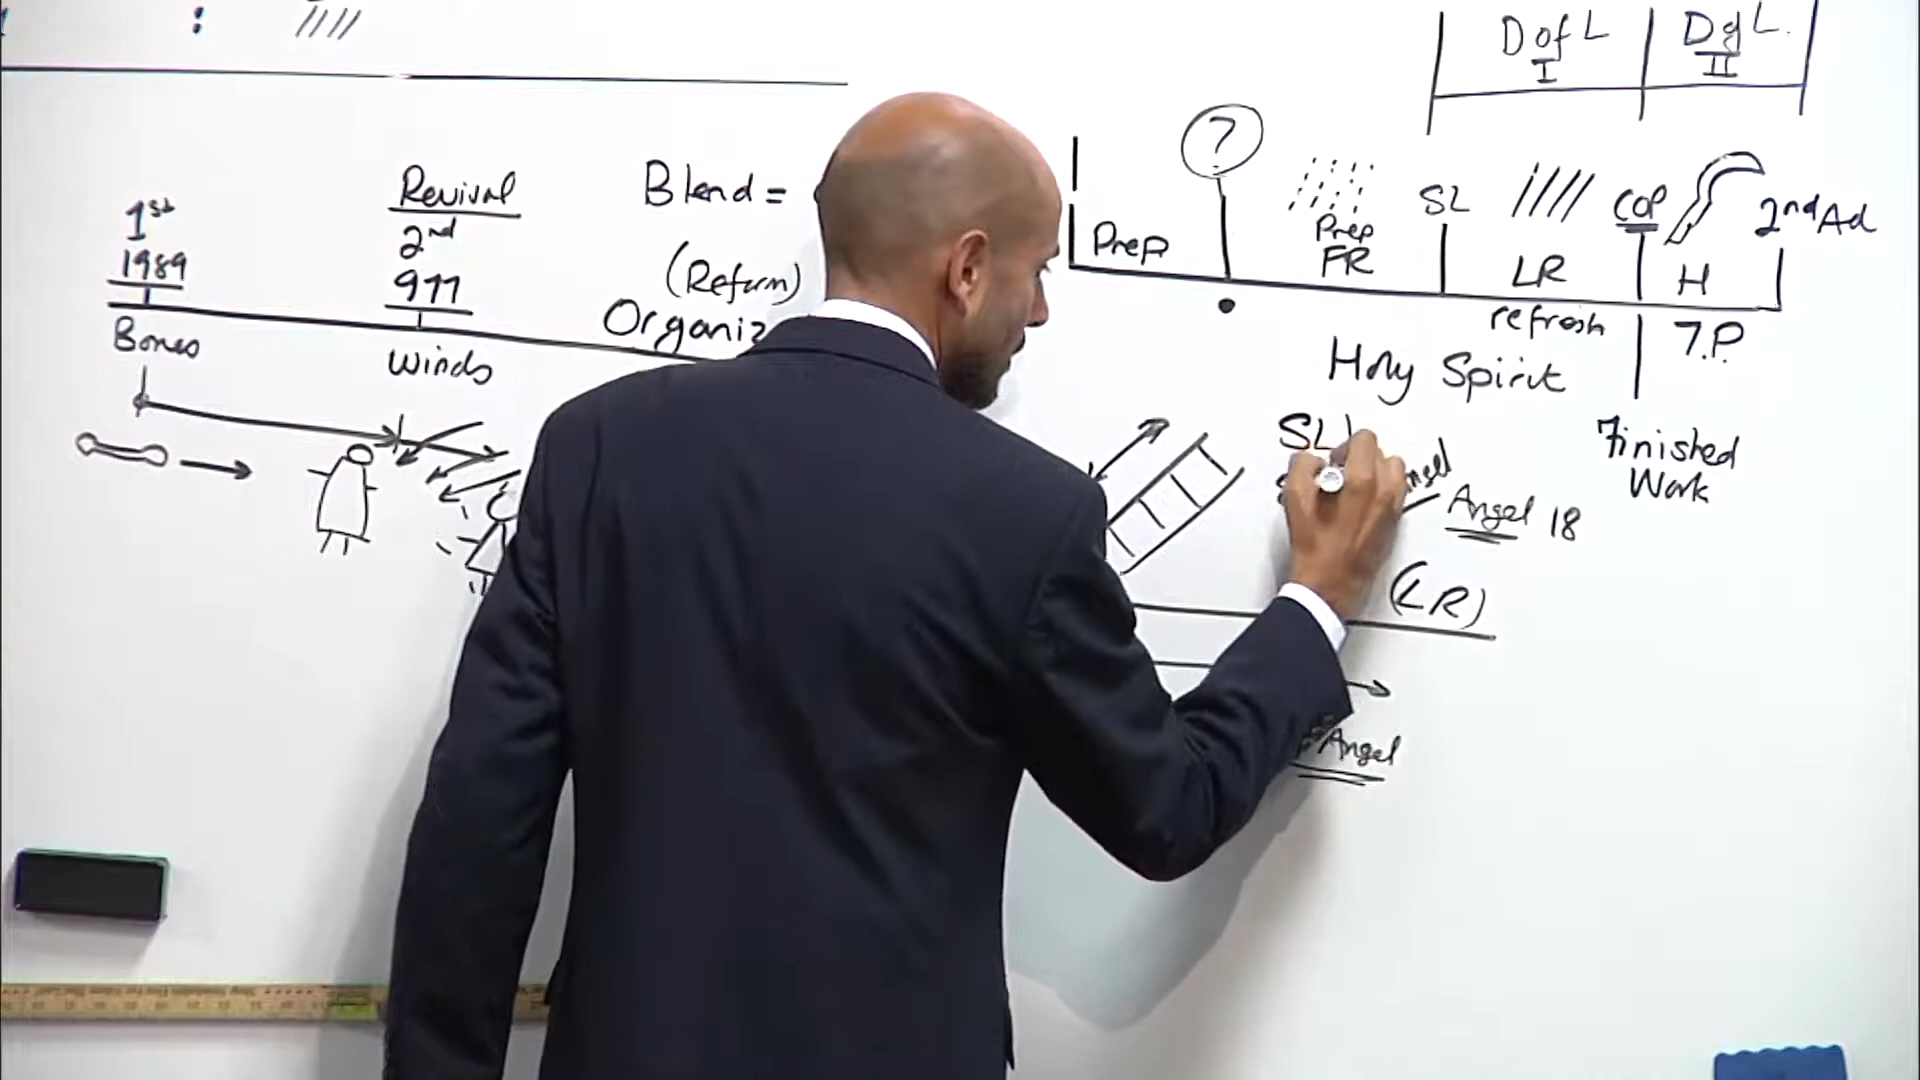 1st
1989
Bones
Revival
2nd
911
Winds
Blend =
(Reform)
D of L
I
D of L.
II
?
Prep
Prep
FR
SL
LR
COP
H
2nd Ad
refresh
7.P.
Holy Spirit
Finished
Work
SL
Angel 18
(LR)
Angel